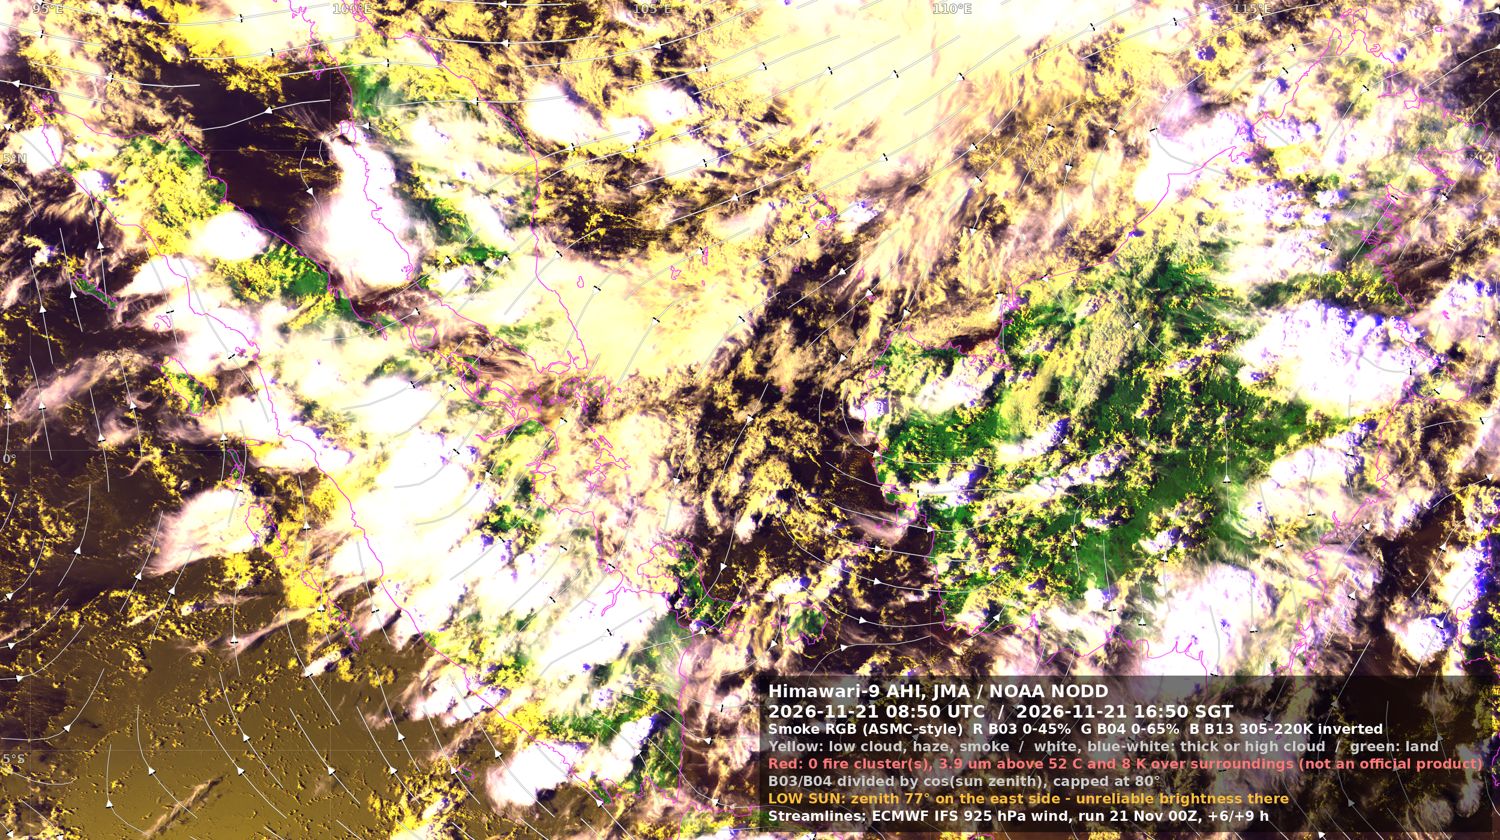 95°E
100°E
105°E
110°E
115°E
5°N
0°
5°S
Himawari-9 AHI, JMA / NOAA NODD
2026-11-21 08:50 UTC / 2026-11-21 16:50 SGT
Smoke RGB (ASMC-style) R B03 0-45% G B04 0-65% B B13 305-220K inverted
Yellow: low cloud, haze, smoke / white, blue-white: thick or high cloud / green: land
Red: 0 fire cluster(s), 3.9 um above 52 C and 8 K over surroundings (not an official product)
B03/B04 divided by cos(sun zenith), capped at 80°
LOW SUN: zenith 77° on the east side - unreliable brightness there
Streamlines: ECMWF IFS 925 hPa wind, run 21 Nov 00Z, +6/+9 h